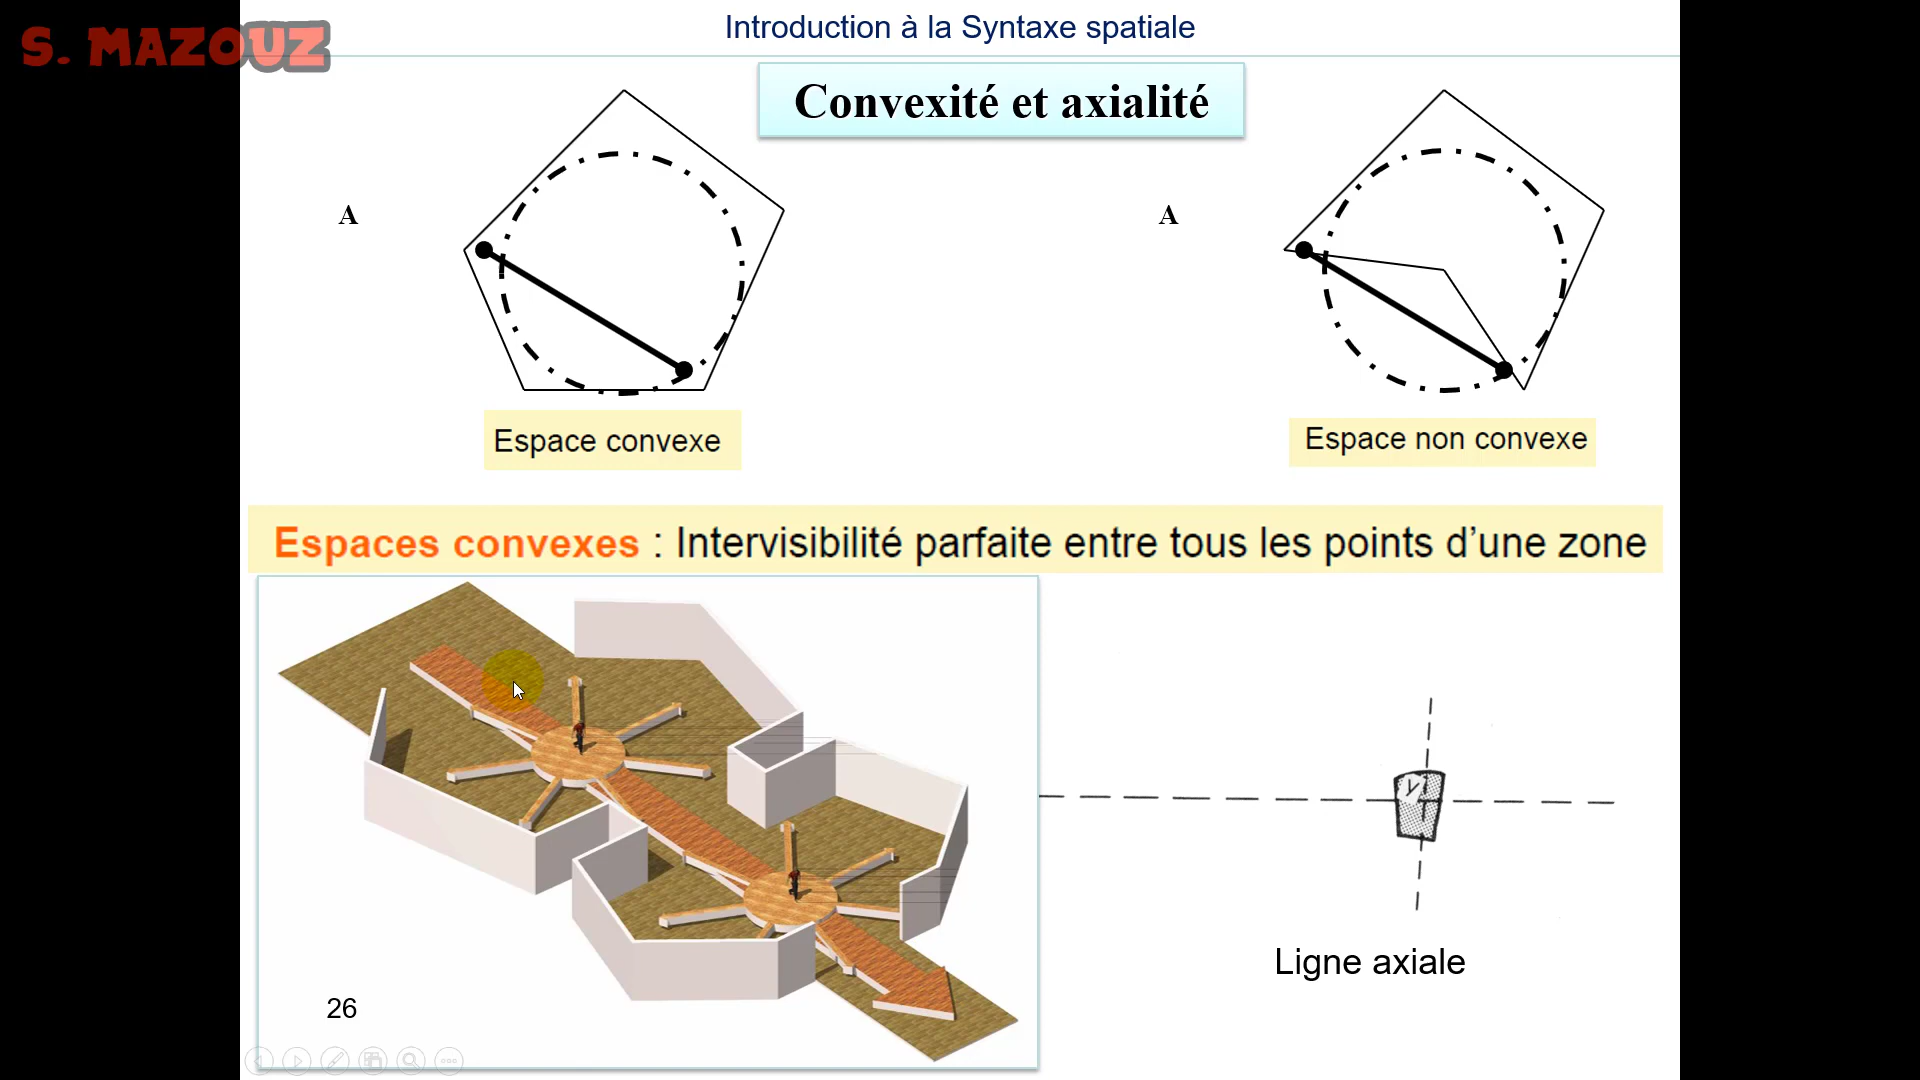 S. MAZOUZ
Introduction à la Syntaxe spatiale
Convexité et axialité
A
A
Espace convexe
Espace non convexe
Espaces convexes : Intervisibilité parfaite entre tous les points d’une zone
y
Ligne axiale
26